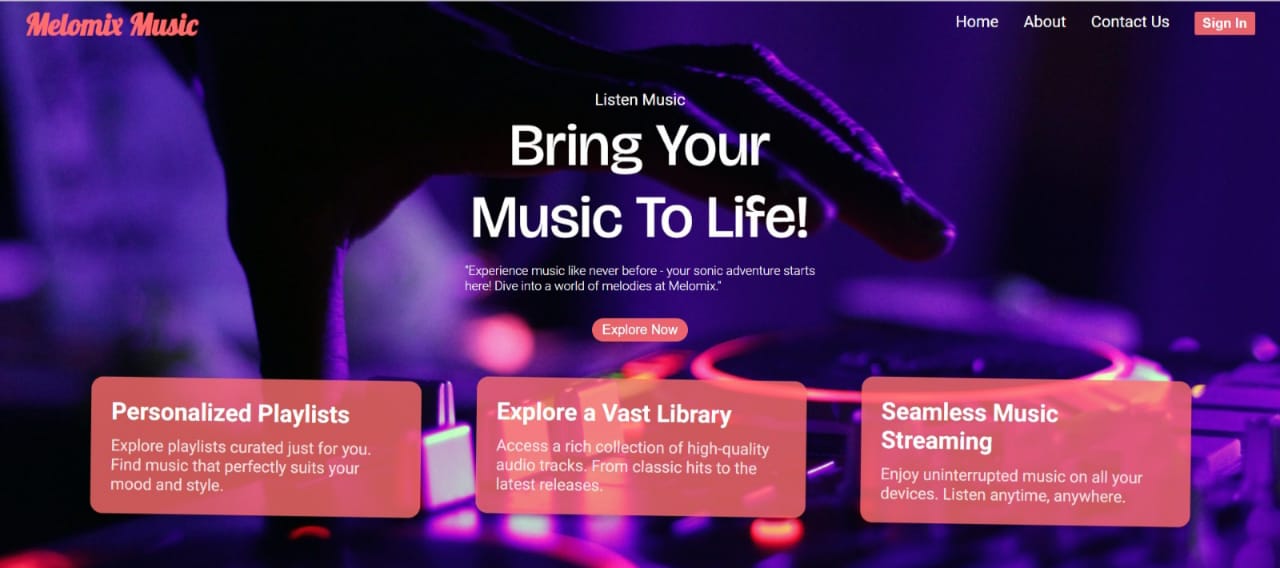 Melomix Music
Home About Contact Us Sign In
Listen Music
Bring Your
Music To Life!
"Experience music like never before - your sonic adventure starts
here! Dive into a world of melodies at Melomix."
Explore Now
Personalized Playlists
Explore playlists curated just for you.
Find music that perfectly suits your
mood and style.
Explore a Vast Library
Access a rich collection of high-quality
audio tracks. From classic hits to the
latest releases.
Seamless Music
Streaming
Enjoy uninterrupted music on all your
devices. Listen anytime, anywhere.